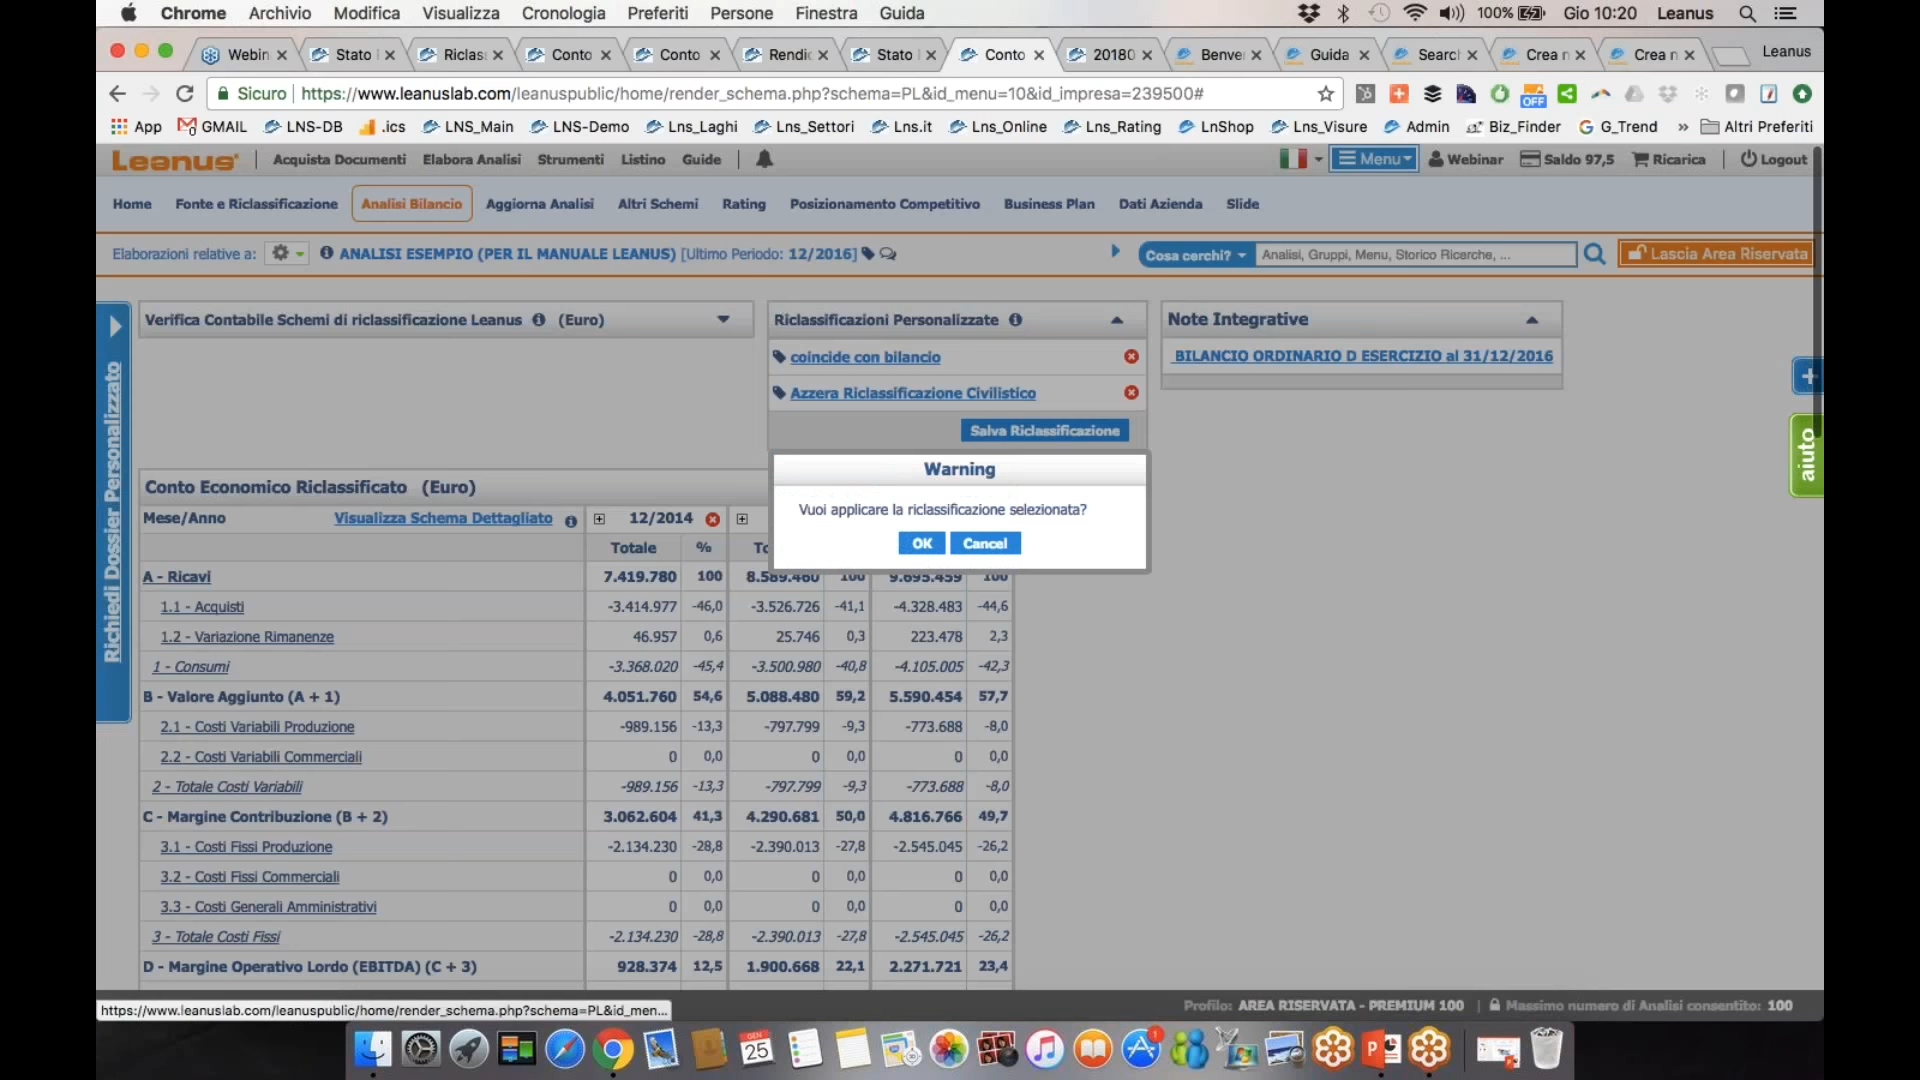 Chrome Archivio Modifica Visualizza Cronologia Preferiti Persone Finestra Guida 100% Gio 10:20 Leanus
Webin Stato Riclas Conto Conto Rendic Stato Conto 20180 Benve Guida Search Crea n Crea n Leanus
Sicuro https://www.leanuslab.com/leanuspublic/home/render_schema.php?schema=PL&id_menu=10&id_impresa=239500# OFF
App GMAIL LNS-DB .ics LNS_Main LNS-Demo Lns_Laghi Lns_Settori Lns.it Lns_Online Lns_Rating LnShop Lns_Visure Admin Biz_Finder G_Trend » Altri Preferiti
Leanus | Acquista Documenti Elabora Analisi Strumenti Listino Guide | Menu Webinar Saldo 97,5 Ricarica | Logout
Home Fonte e Riclassificazione Analisi Bilancio Aggiorna Analisi Altri Schemi Rating Posizionamento Competitivo Business Plan Dati Azienda Slide
Elaborazioni relative a: ANALISI ESEMPIO (PER IL MANUALE LEANUS) [Ultimo Periodo: 12/2016] Cosa cerchi? Analisi, Gruppi, Menu, Storico Ricerche, ... Lascia Area Riservata
Richiedi Dossier Personalizzato
Verifica Contabile Schemi di riclassificazione Leanus (Euro)
Riclassificazioni Personalizzate
coincide con bilancio
Azzera Riclassificazione Civilistico
Salva Riclassificazione
Note Integrative
BILANCIO ORDINARIO D ESERCIZIO al 31/12/2016
+
aiuto
Warning
Vuoi applicare la riclassificazione selezionata?
OK Cancel
Conto Economico Riclassificato (Euro)
Mese/Anno Visualizza Schema Dettagliato 12/2014
Totale % To
A - Ricavi 7.419.780 100 8.589.460 100 9.695.459 100
1.1 - Acquisti -3.414.977 -46,0 -3.526.726 -41,1 -4.328.483 -44,6
1.2 - Variazione Rimanenze 46.957 0,6 25.746 0,3 223.478 2,3
1 - Consumi -3.368.020 -45,4 -3.500.980 -40,8 -4.105.005 -42,3
B - Valore Aggiunto (A + 1) 4.051.760 54,6 5.088.480 59,2 5.590.454 57,7
2.1 - Costi Variabili Produzione -989.156 -13,3 -797.799 -9,3 -773.688 -8,0
2.2 - Costi Variabili Commerciali 0 0,0 0 0,0 0 0,0
2 - Totale Costi Variabili -989.156 -13,3 -797.799 -9,3 -773.688 -8,0
C - Margine Contribuzione (B + 2) 3.062.604 41,3 4.290.681 50,0 4.816.766 49,7
3.1 - Costi Fissi Produzione -2.134.230 -28,8 -2.390.013 -27,8 -2.545.045 -26,2
3.2 - Costi Fissi Commerciali 0 0,0 0 0,0 0 0,0
3.3 - Costi Generali Amministrativi 0 0,0 0 0,0 0 0,0
3 - Totale Costi Fissi -2.134.230 -28,8 -2.390.013 -27,8 -2.545.045 -26,2
D - Margine Operativo Lordo (EBITDA) (C + 3) 928.374 12,5 1.900.668 22,1 2.271.721 23,4
https://www.leanuslab.com/leanuspublic/home/render_schema.php?schema=PL&id_men...
Profilo: AREA RISERVATA - PREMIUM 100 | Massimo numero di Analisi consentito: 100
GEN
25
1